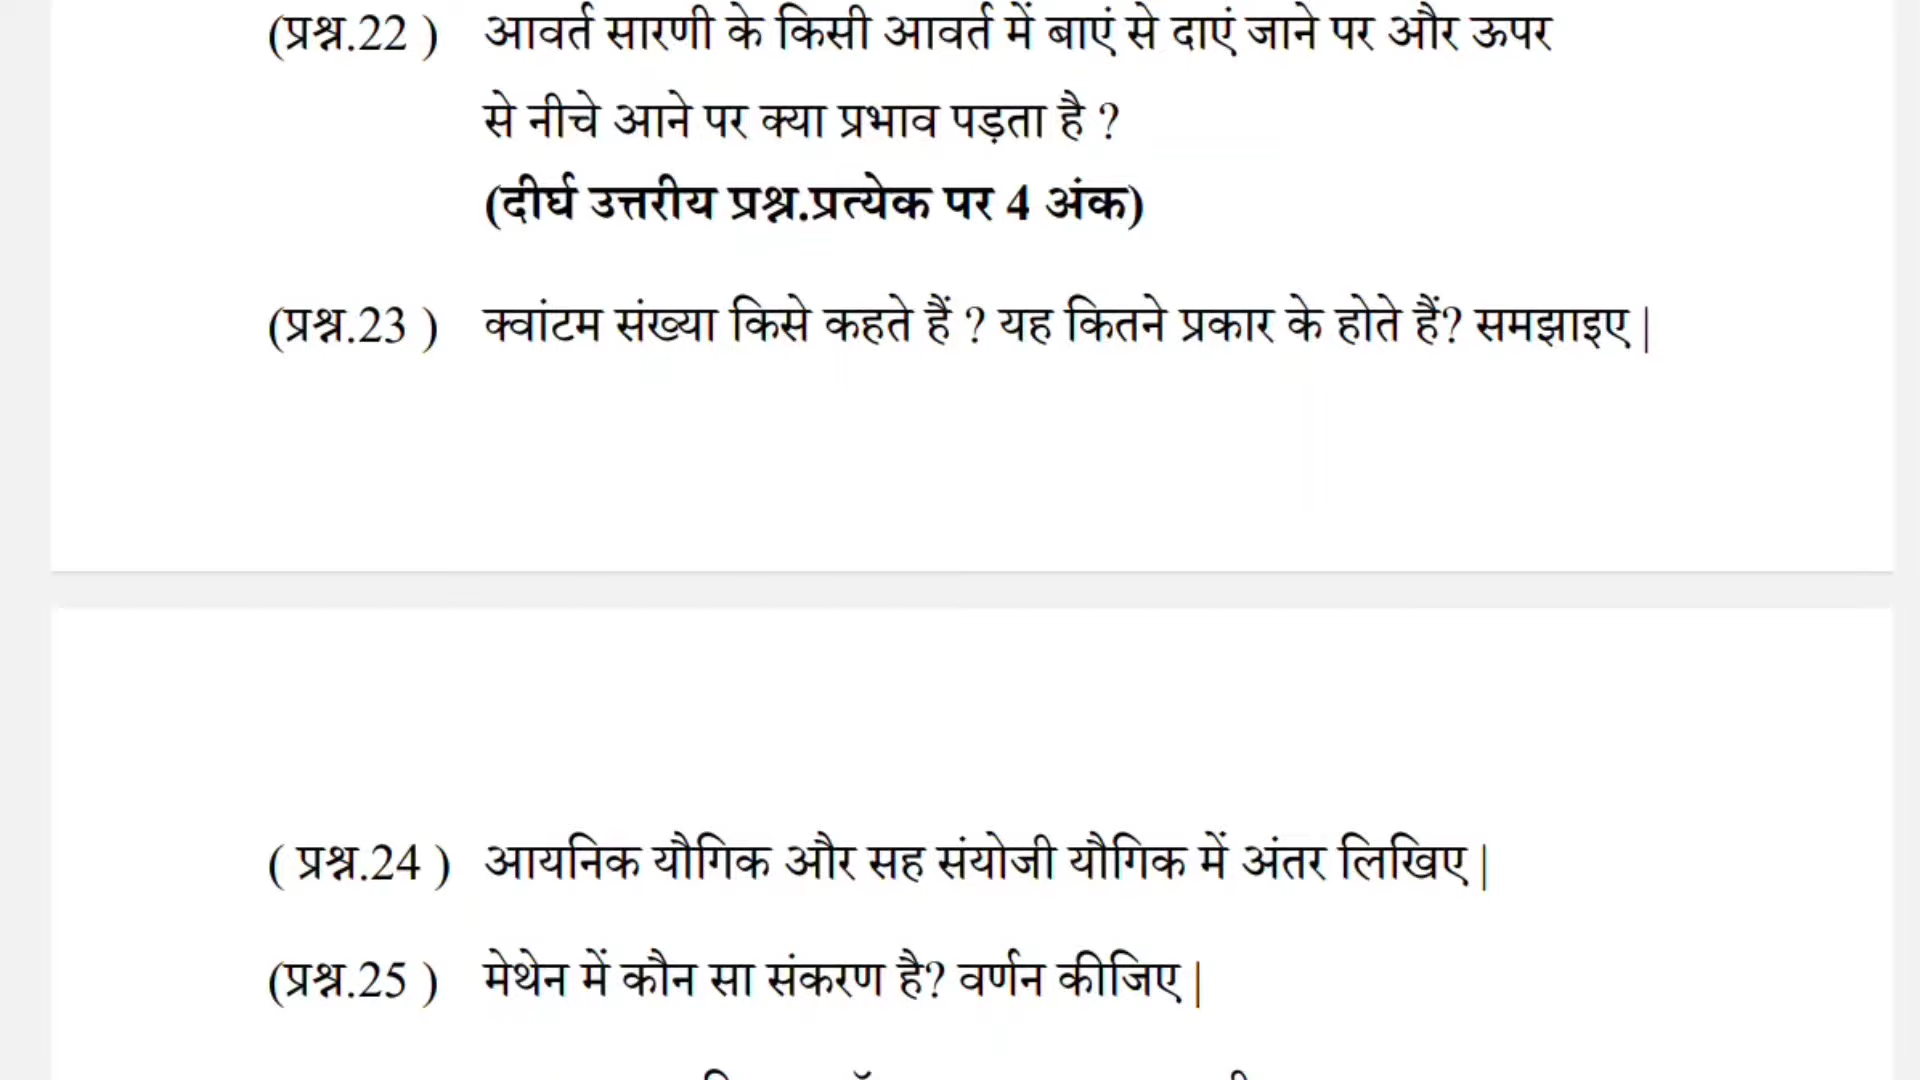 (प्रश्न.22 ) आवर्त सारणी के किसी आवर्त में बाएं से दाएं जाने पर और ऊपर
से नीचे आने पर क्या प्रभाव पड़ता है ?
(दीर्घ उत्तरीय प्रश्न.प्रत्येक पर 4 अंक)
(प्रश्न.23 ) क्वांटम संख्या किसे कहते हैं ? यह कितने प्रकार के होते हैं? समझाइए |
( प्रश्न.24 ) आयनिक यौगिक और सह संयोजी यौगिक में अंतर लिखिए |
(प्रश्न.25 ) मेथेन में कौन सा संकरण है? वर्णन कीजिए |